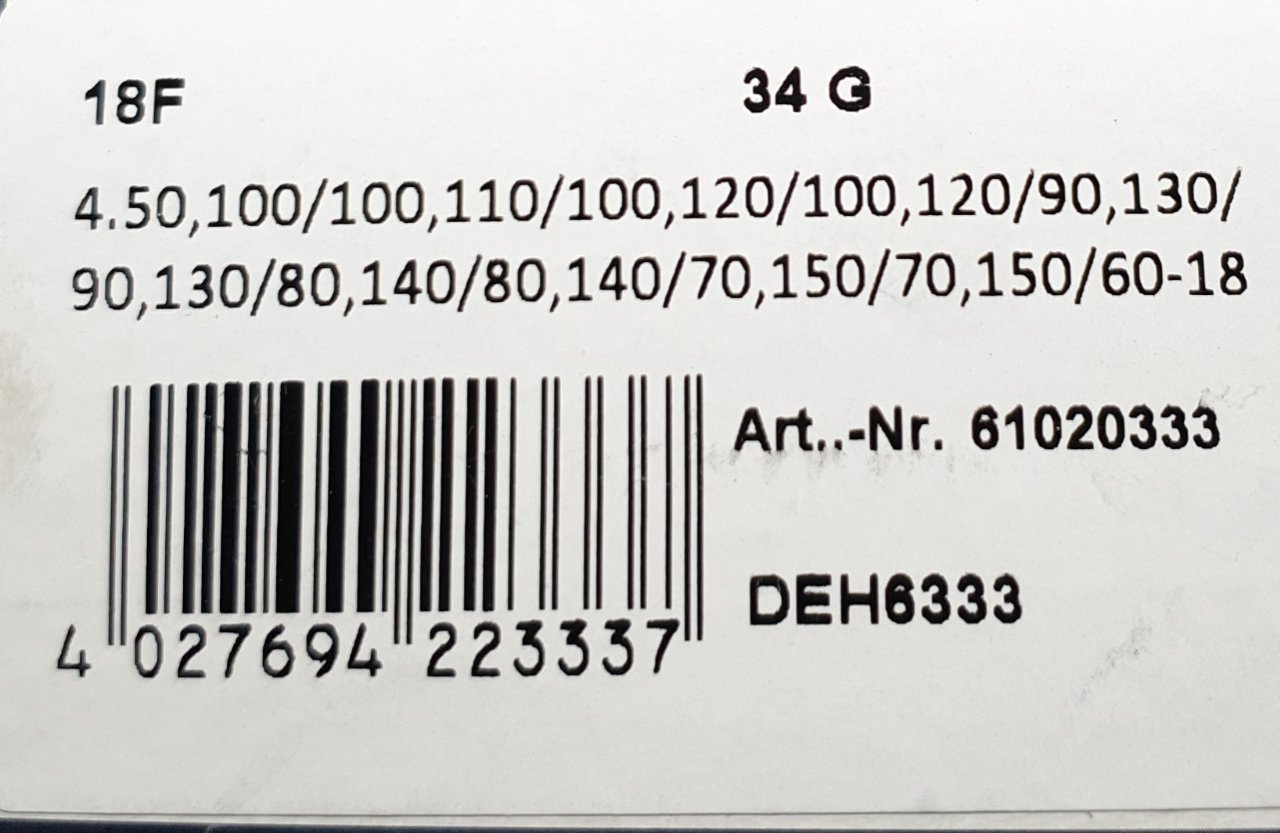 18F 34 G
4.50,100/100,110/100,120/100,120/90,130/
90,130/80,140/80,140/70,150/70,150/60-18
Art..-Nr. 61020333
DEH6333
4 027694 223337